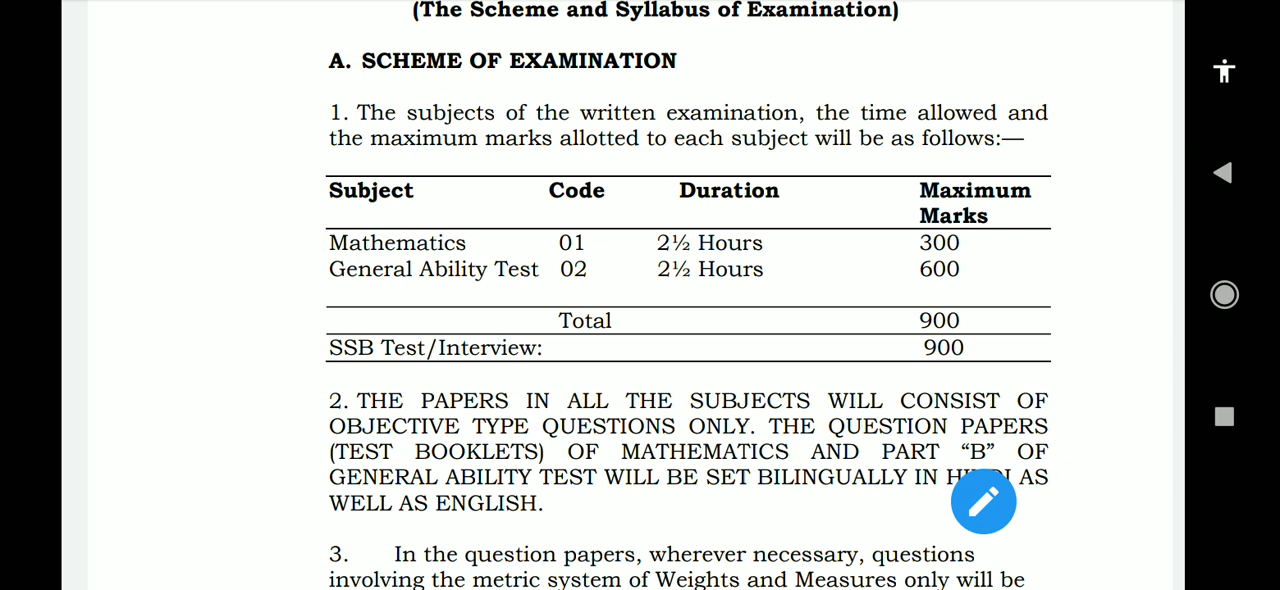 (The Scheme and Syllabus of Examination)
A. SCHEME OF EXAMINATION
1. The subjects of the written examination, the time allowed and
the maximum marks allotted to each subject will be as follows:—
Subject Code Duration Maximum
Marks
Mathematics 01 2½ Hours 300
General Ability Test 02 2½ Hours 600
Total 900
SSB Test/Interview: 900
2. THE PAPERS IN ALL THE SUBJECTS WILL CONSIST OF
OBJECTIVE TYPE QUESTIONS ONLY. THE QUESTION PAPERS
(TEST BOOKLETS) OF MATHEMATICS AND PART “B” OF
GENERAL ABILITY TEST WILL BE SET BILINGUALLY IN AS
WELL AS ENGLISH.
3. In the question papers, wherever necessary, questions
involving the metric system of Weights and Measures only will be